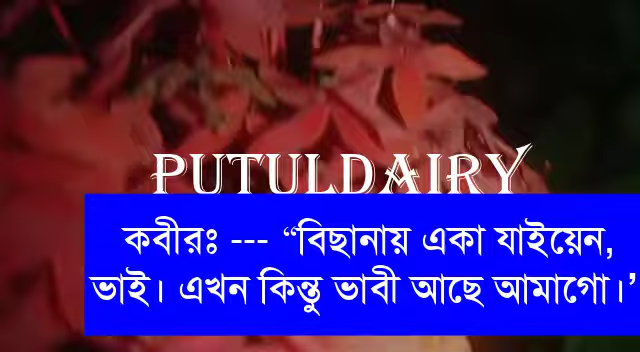 PUTULDAIRY
কবীরঃ --- “বিছানায় একা যাইয়েন,
ভাই। এখন কিন্তু ভাবী আছে আমাগো।’